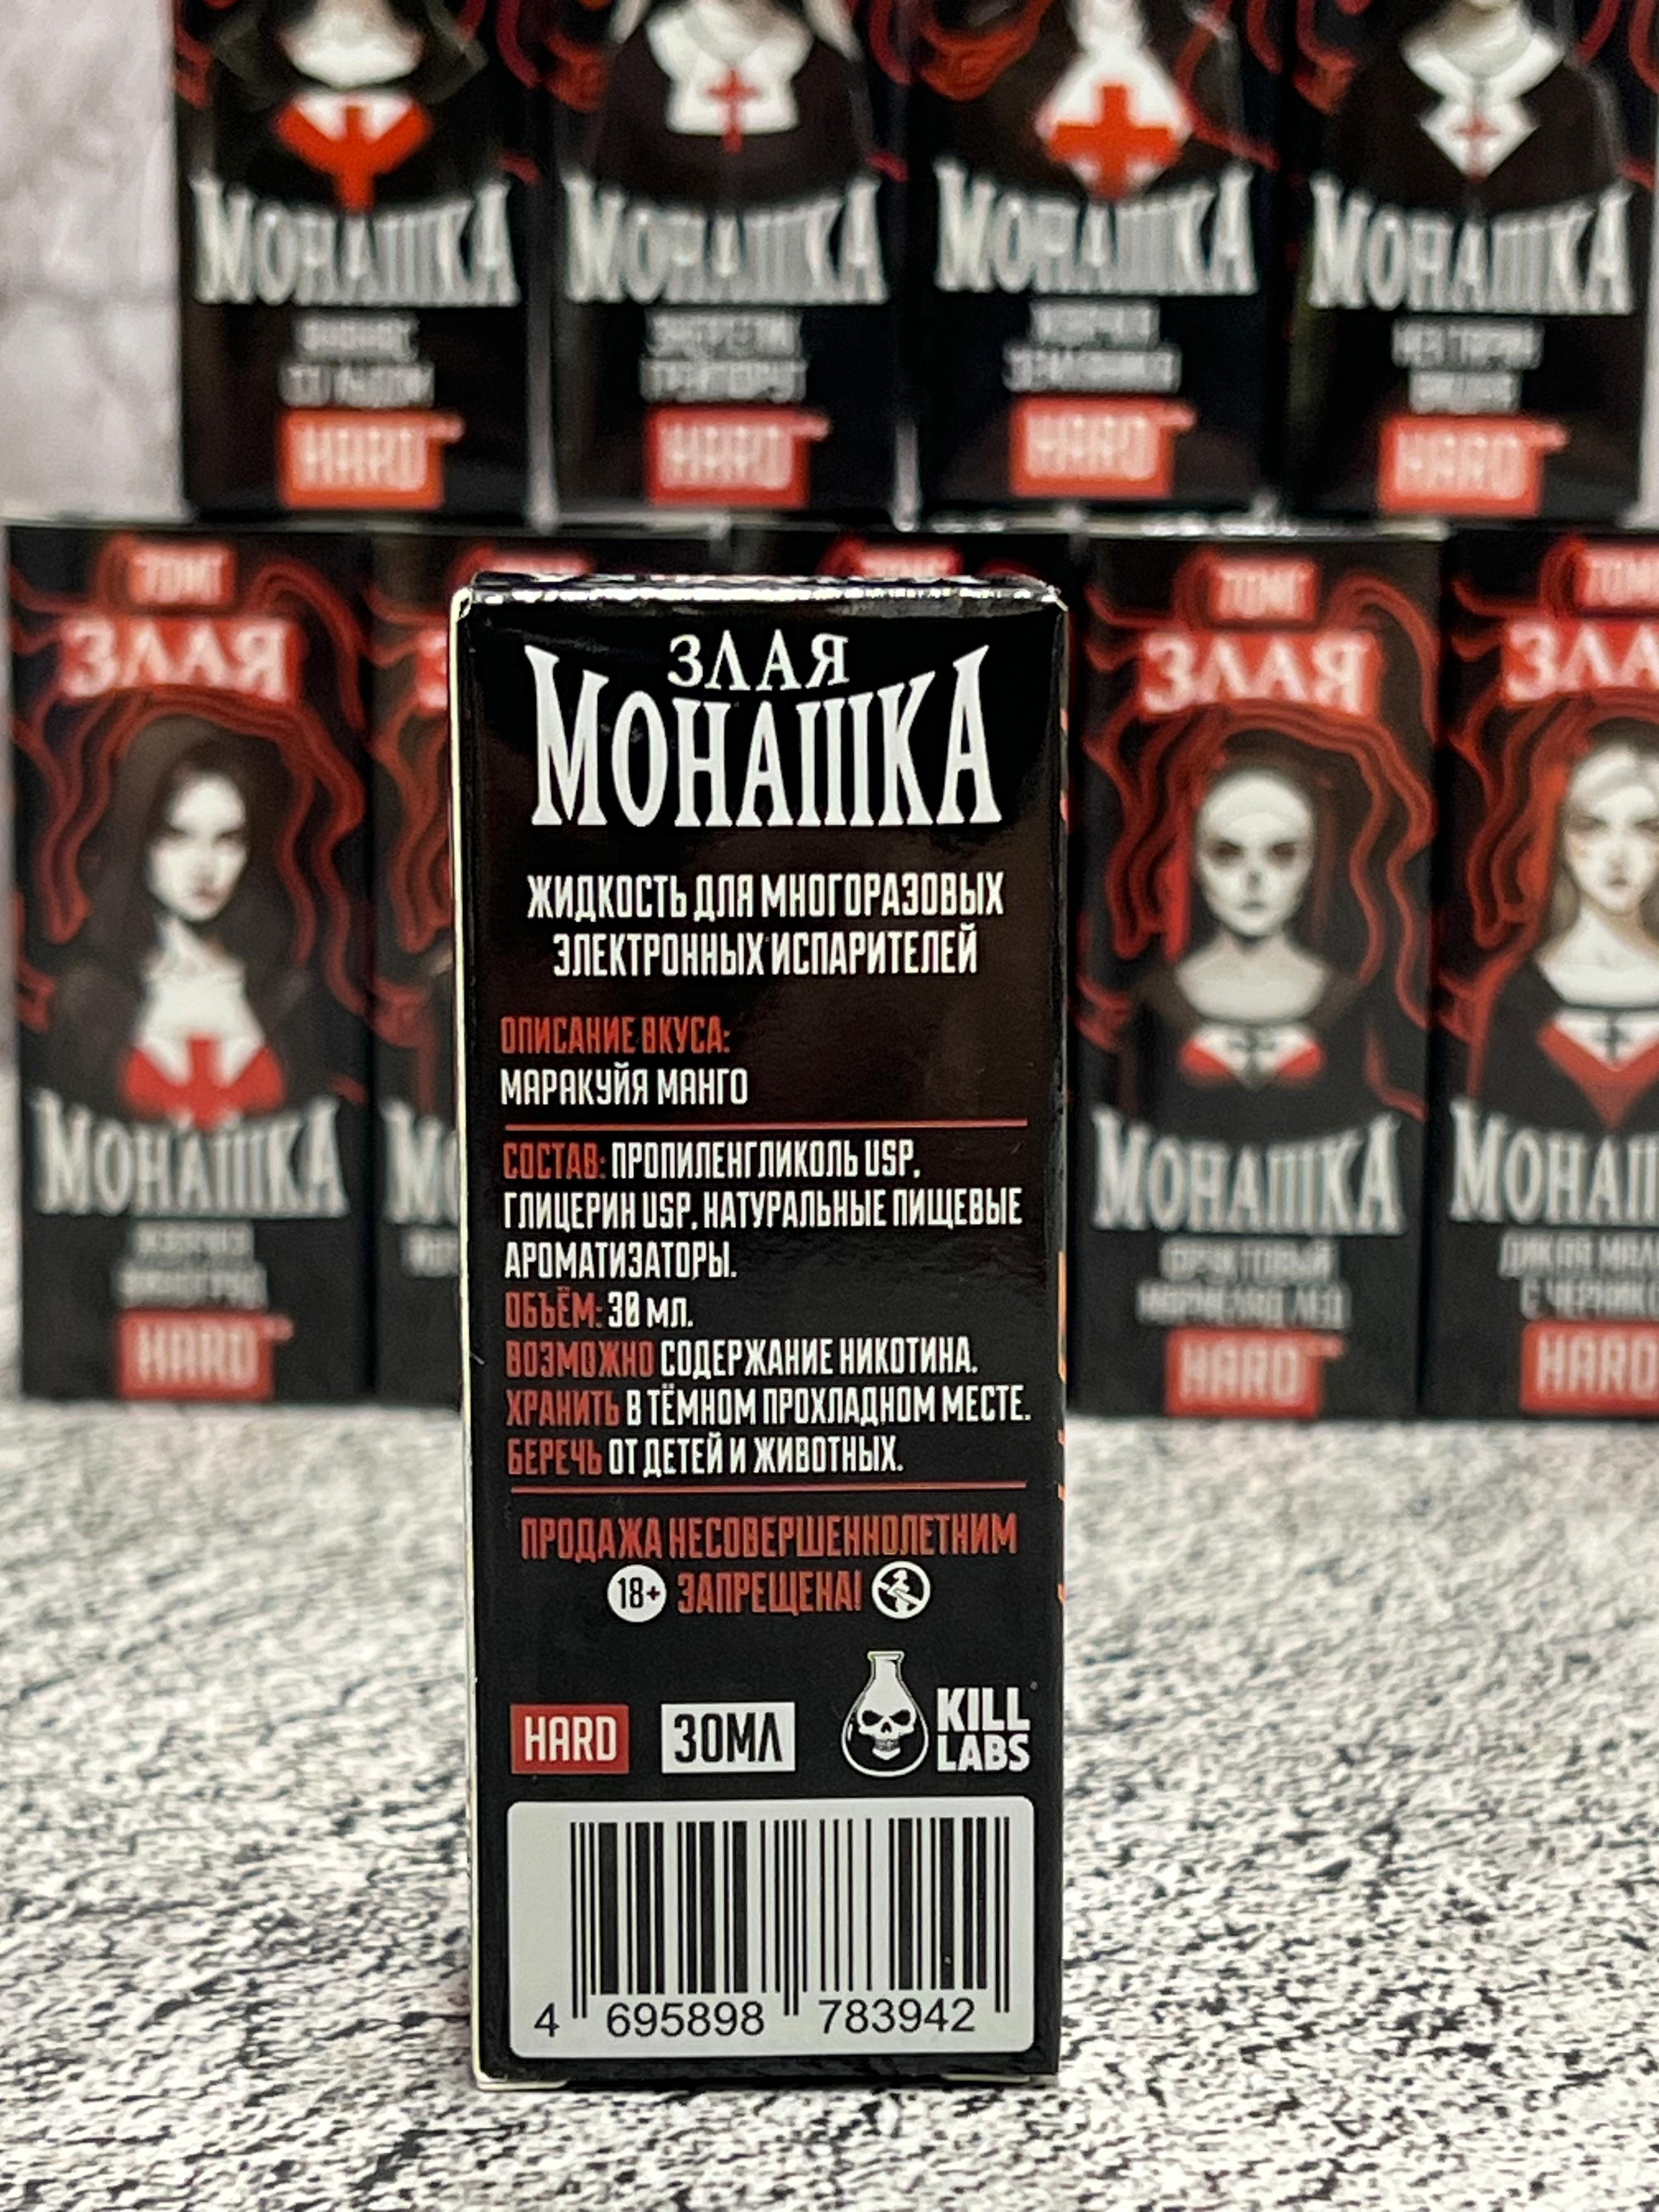 МОНАШКА
МОНАШКА
МОНАШКА
МОНАШКА
СО ЛЬДОМ
HARD
HARD
HARD
HARD
ЗЛАЯ
ЗЛАЯ
ЗЛА
МОНАШКА
МОНАШКА
HARD
HARD
HARD
ЗЛАЯ
МОНАШКА
ЖИДКОСТЬ ДЛЯ МНОГОРАЗОВЫХ
ЭЛЕКТРОННЫХ ИСПАРИТЕЛЕЙ
ОПИСАНИЕ ВКУСА:
МАРАКУЙЯ МАНГО
СОСТАВ: ПРОПИЛЕНГЛИКОЛЬ USP,
ГЛИЦЕРИН USP, НАТУРАЛЬНЫЕ ПИЩЕВЫЕ
АРОМАТИЗАТОРЫ.
ОБЪЁМ: 30 МЛ.
ВОЗМОЖНО СОДЕРЖАНИЕ НИКОТИНА.
ХРАНИТЬ В ТЁМНОМ ПРОХЛАДНОМ МЕСТЕ.
БЕРЕЧЬ ОТ ДЕТЕЙ И ЖИВОТНЫХ.
ПРОДАЖА НЕСОВЕРШЕННОЛЕТНИМ
18+ ЗАПРЕЩЕНА!
HARD 30МЛ KILL
LABS
4 695898 783942